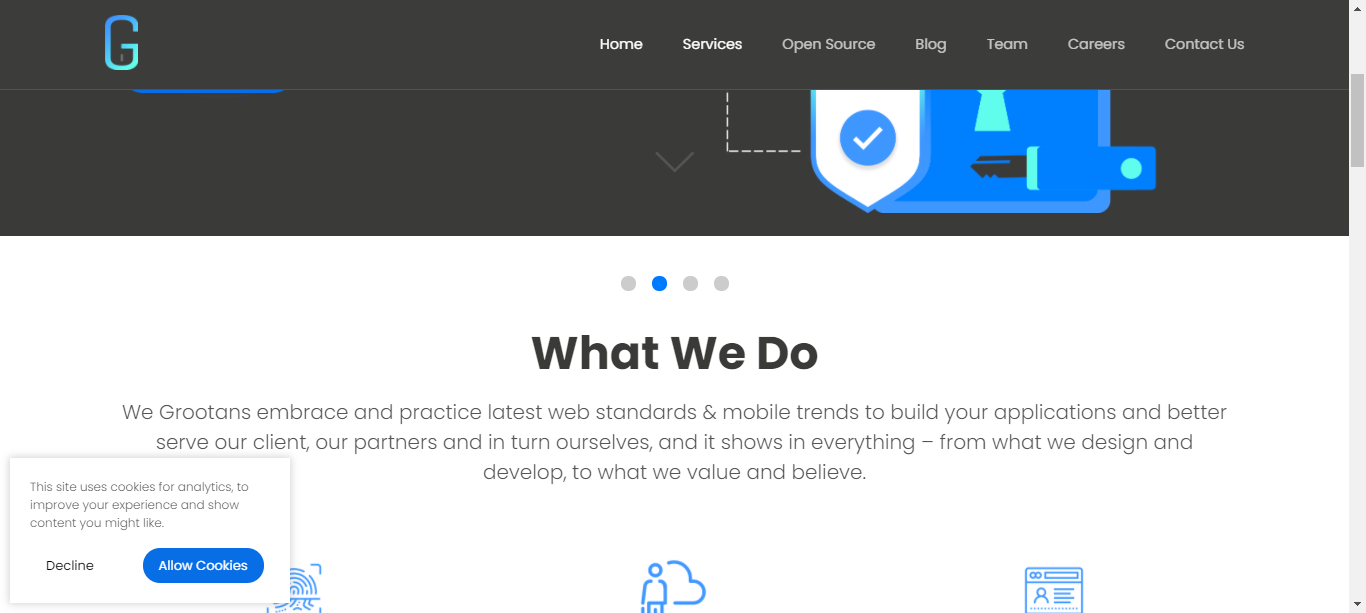 G
Home Services Open Source Blog Team Careers Contact Us
What We Do
We Grootans embrace and practice latest web standards & mobile trends to build your applications and better
serve our client, our partners and in turn ourselves, and it shows in everything – from what we design and
develop, to what we value and believe.
This site uses cookies for analytics, to
improve your experience and show
content you might like.
Decline Allow Cookies